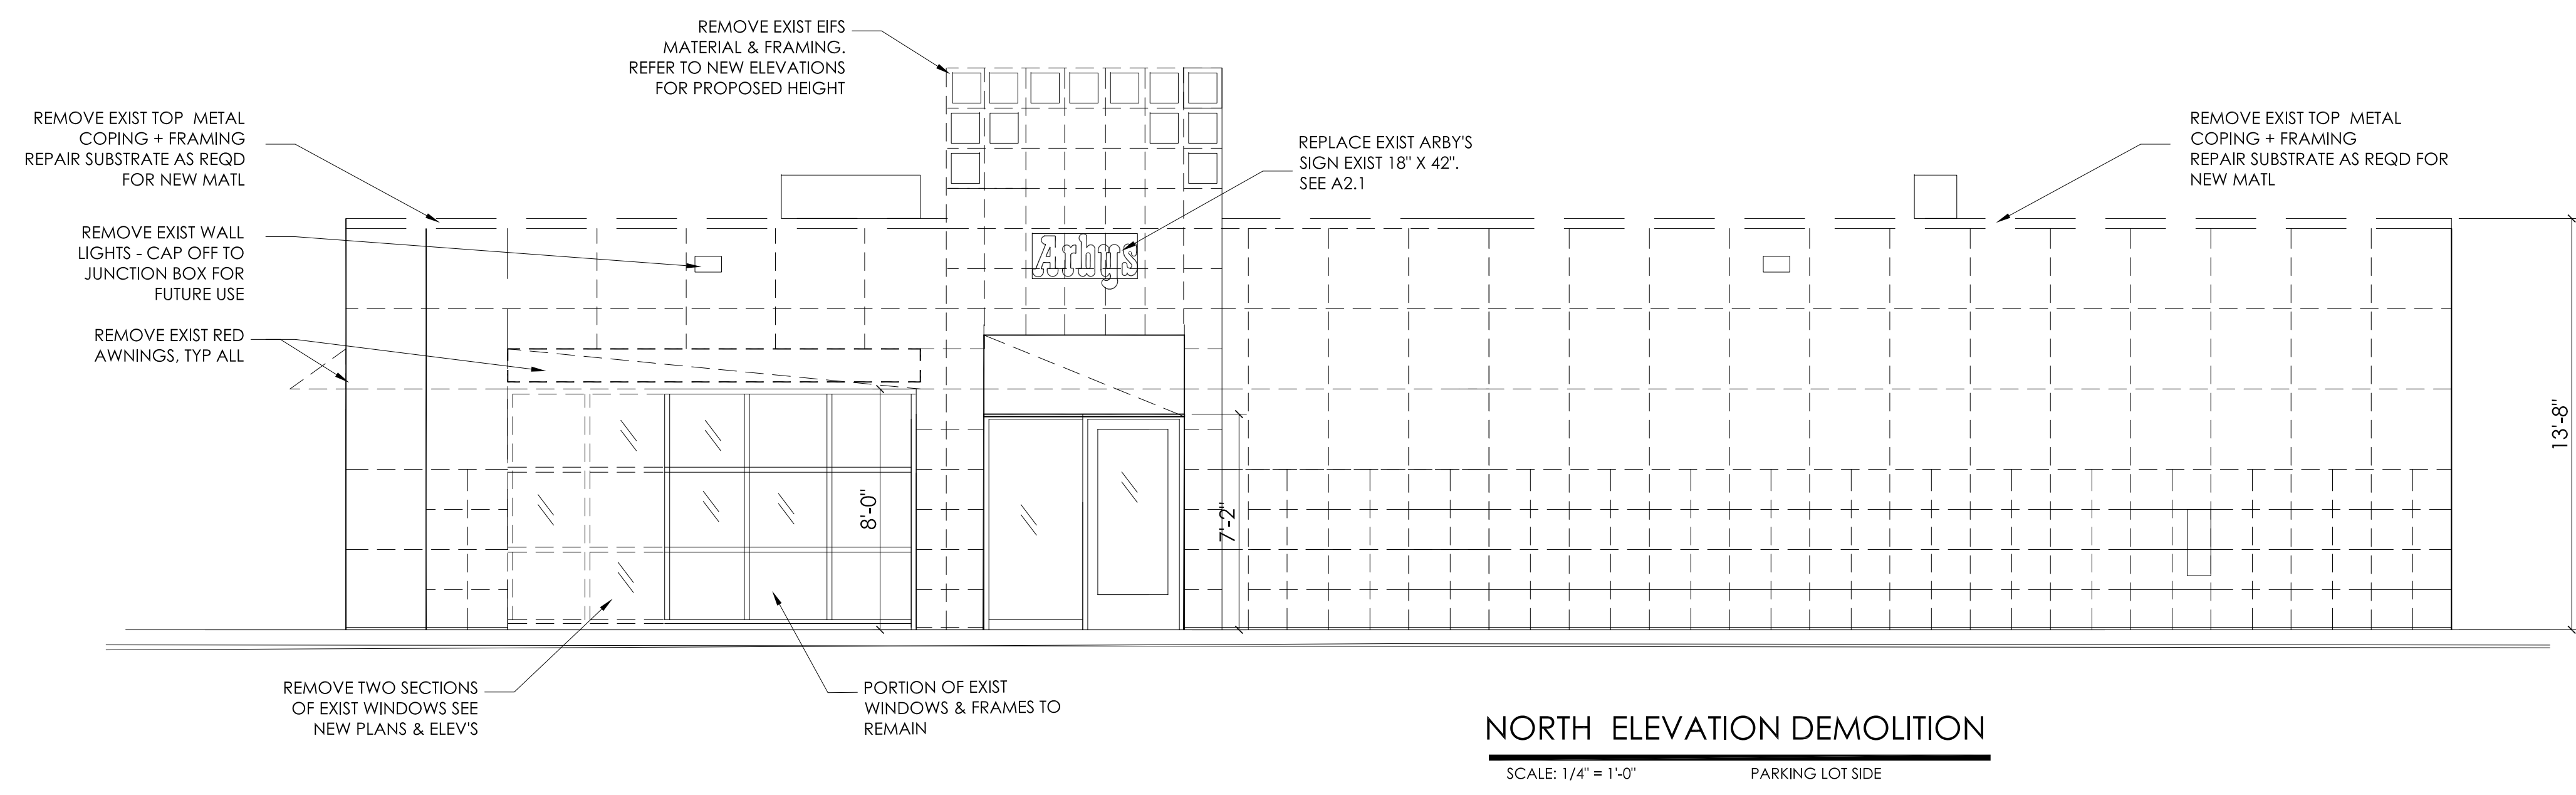 REMOVE EXIST EIFS
MATERIAL & FRAMING.
REFER TO NEW ELEVATIONS
FOR PROPOSED HEIGHT
REMOVE EXIST TOP METAL
COPING + FRAMING
REPAIR SUBSTRATE AS REQD
FOR NEW MATL
REPLACE EXIST ARBY'S
SIGN EXIST 18" X 42".
SEE A2.1
REMOVE EXIST TOP METAL
COPING + FRAMING
REPAIR SUBSTRATE AS REQD FOR
NEW MATL
REMOVE EXIST WALL
LIGHTS - CAP OFF TO
JUNCTION BOX FOR
FUTURE USE
Arbys
REMOVE EXIST RED
AWNINGS, TYP ALL
8'-0"
7'-2"
13'-8"
REMOVE TWO SECTIONS
OF EXIST WINDOWS SEE
NEW PLANS & ELEV'S
PORTION OF EXIST
WINDOWS & FRAMES TO
REMAIN
NORTH ELEVATION DEMOLITION
SCALE: 1/4" = 1'-0"
PARKING LOT SIDE